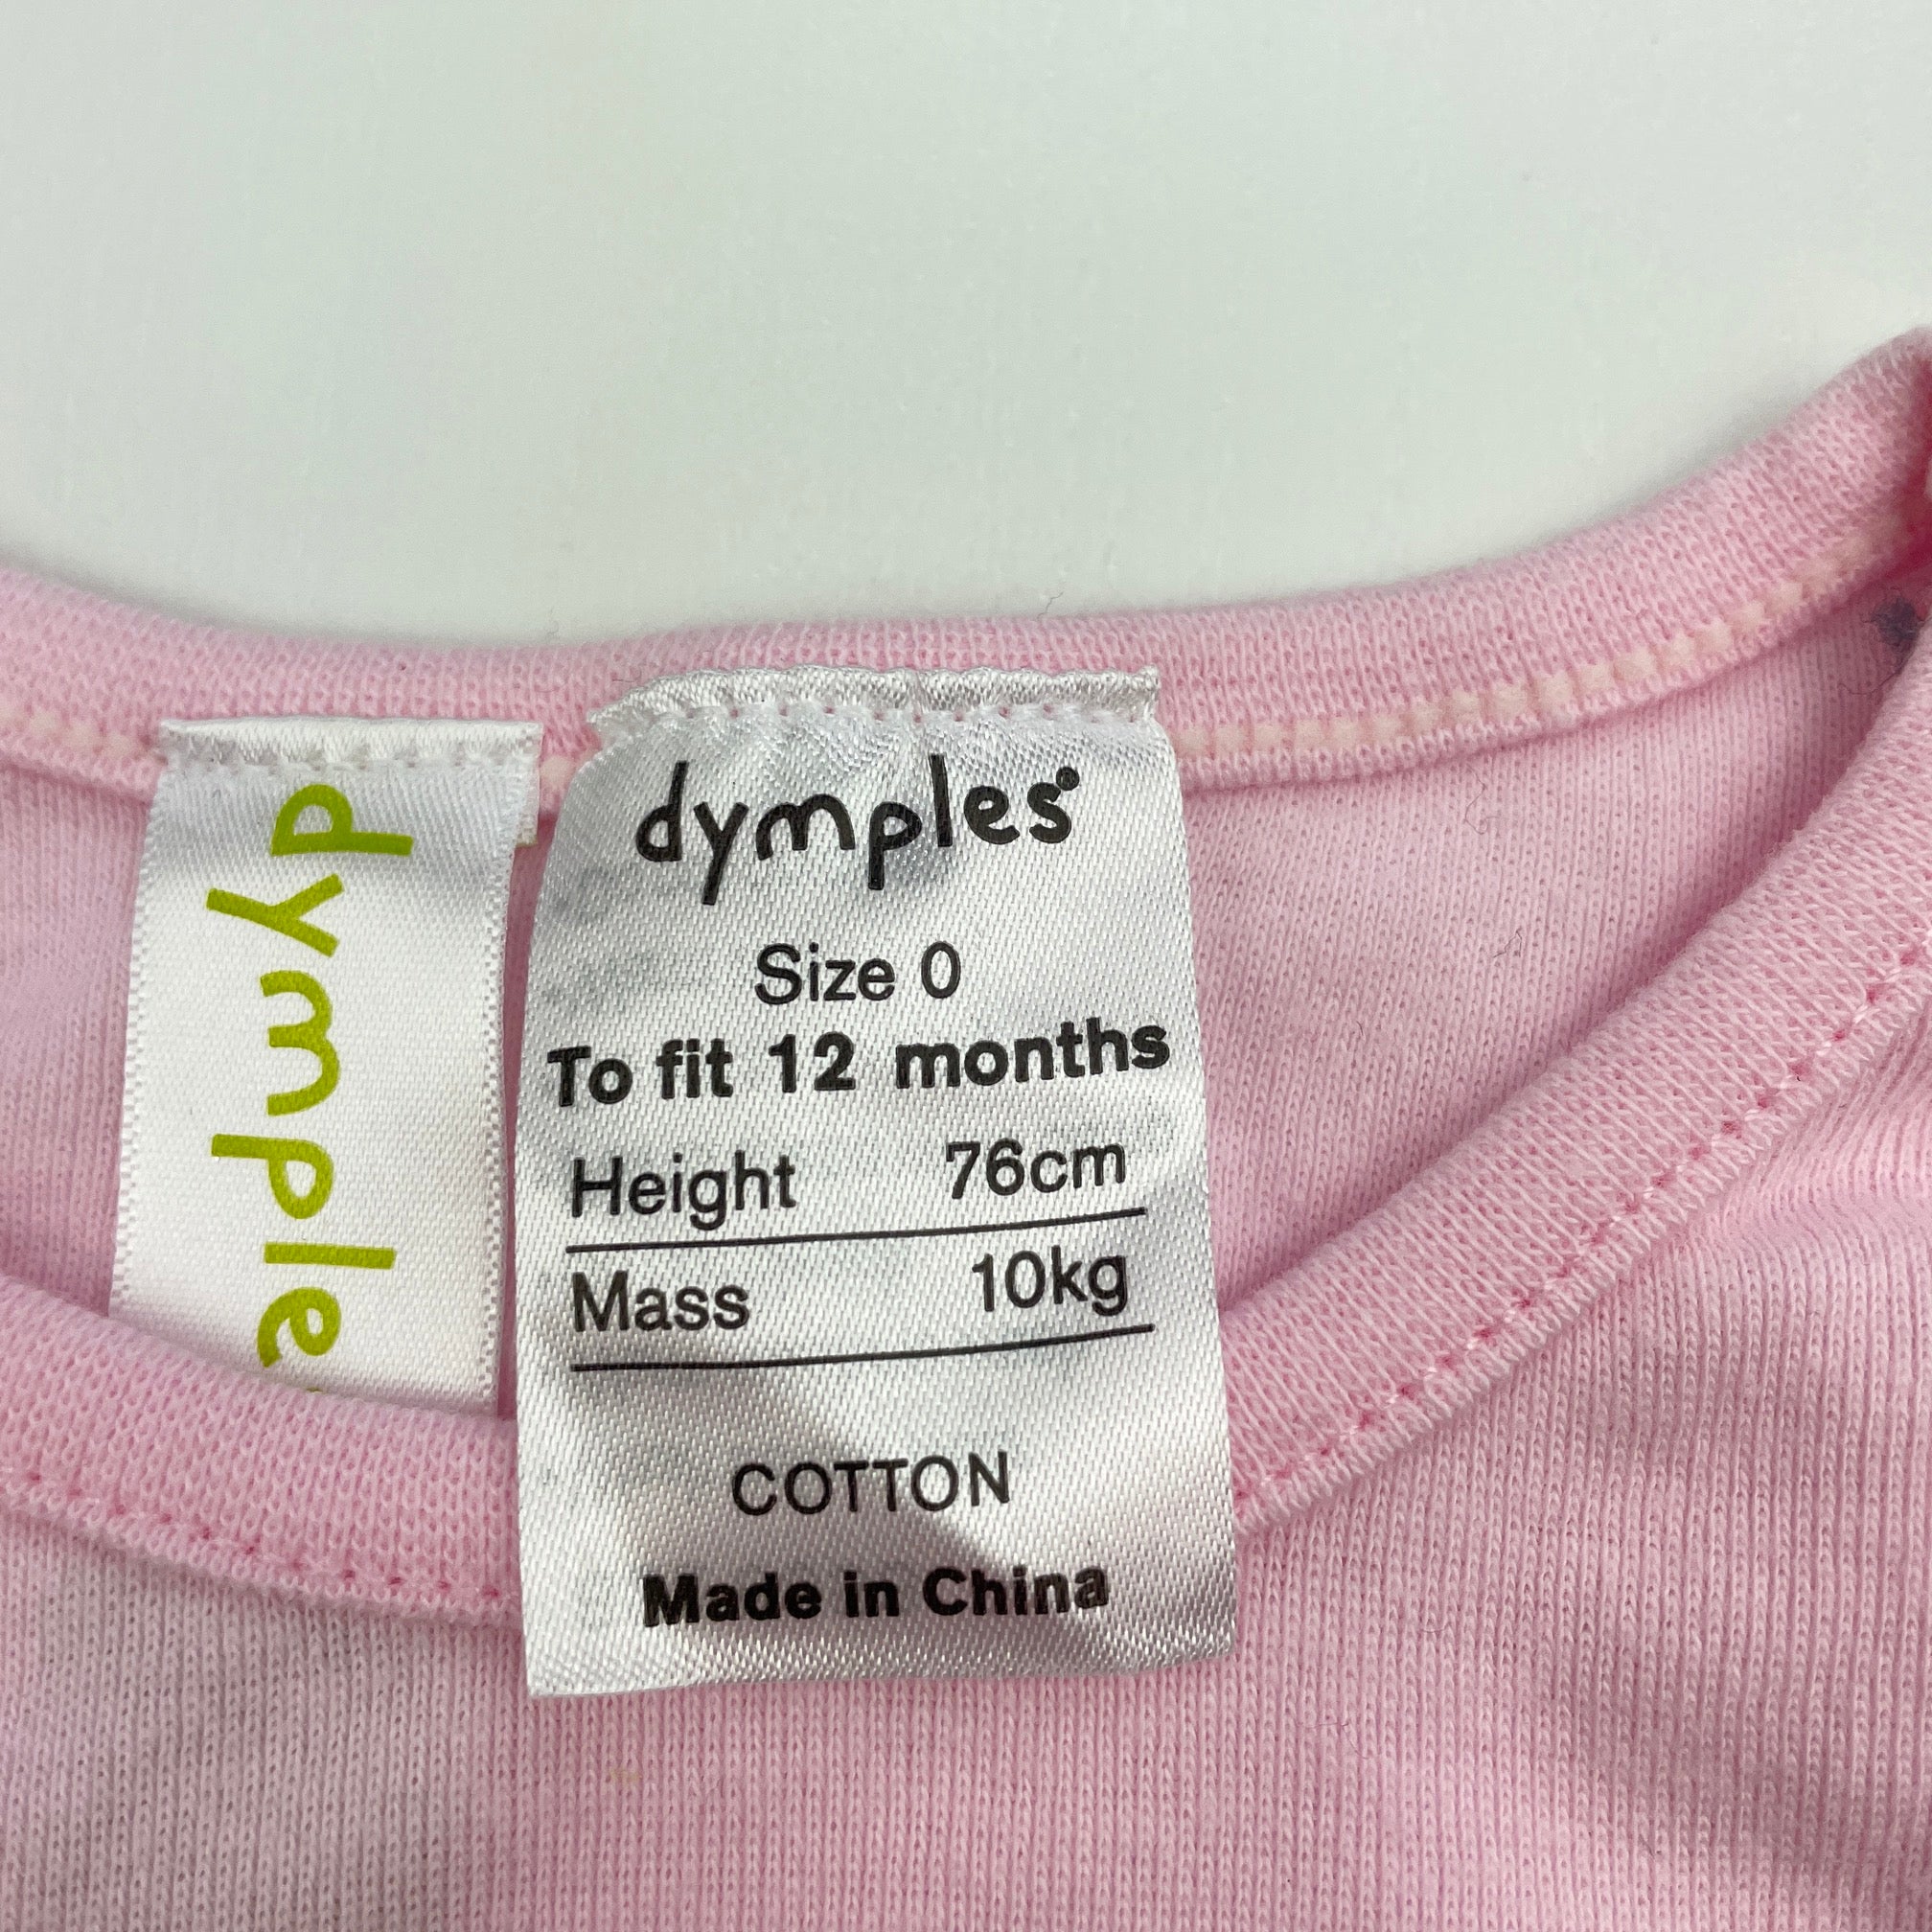 dymple
dymples
Size 0
To fit 12 months
Height 76cm
Mass 10kg
COTTON
Made in China